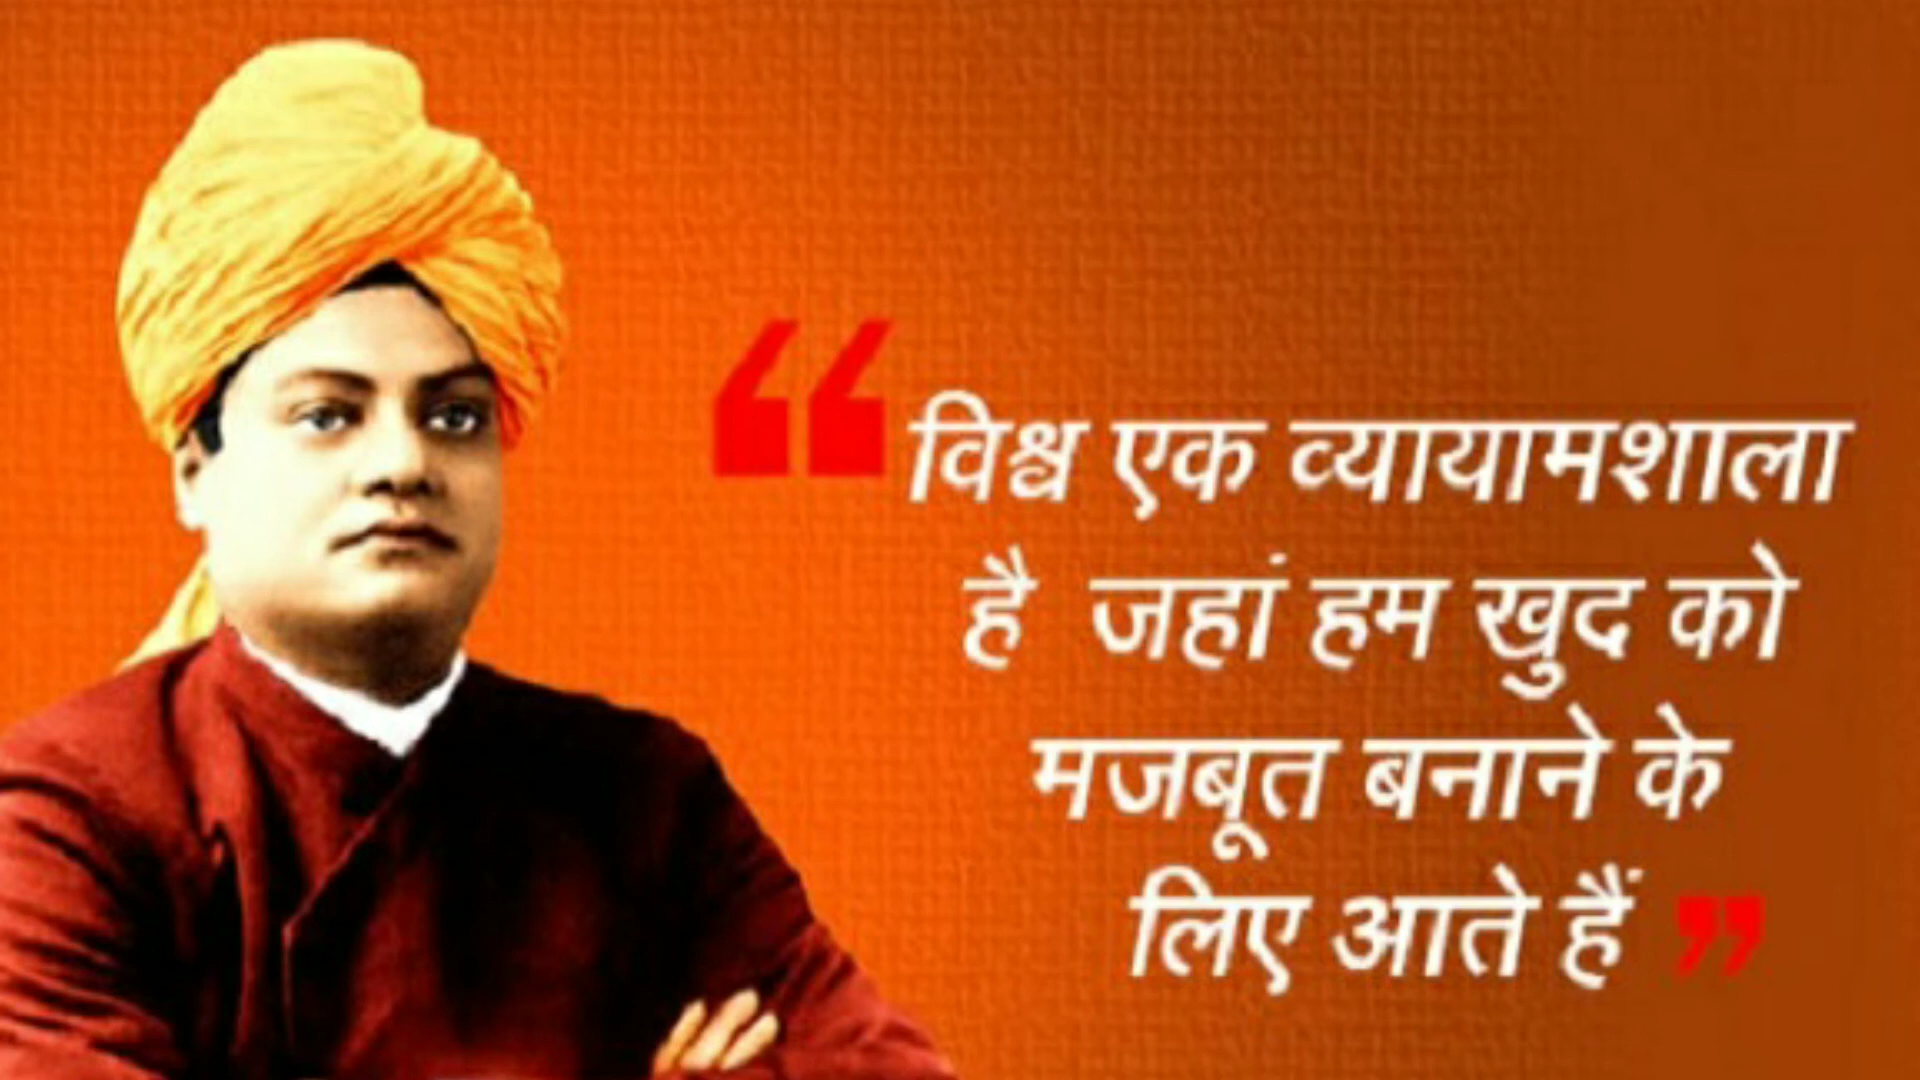 “ विश्व एक व्यायामशाला
है जहां हम खुद को
मजबूत बनाने के
लिए आते हैं ”